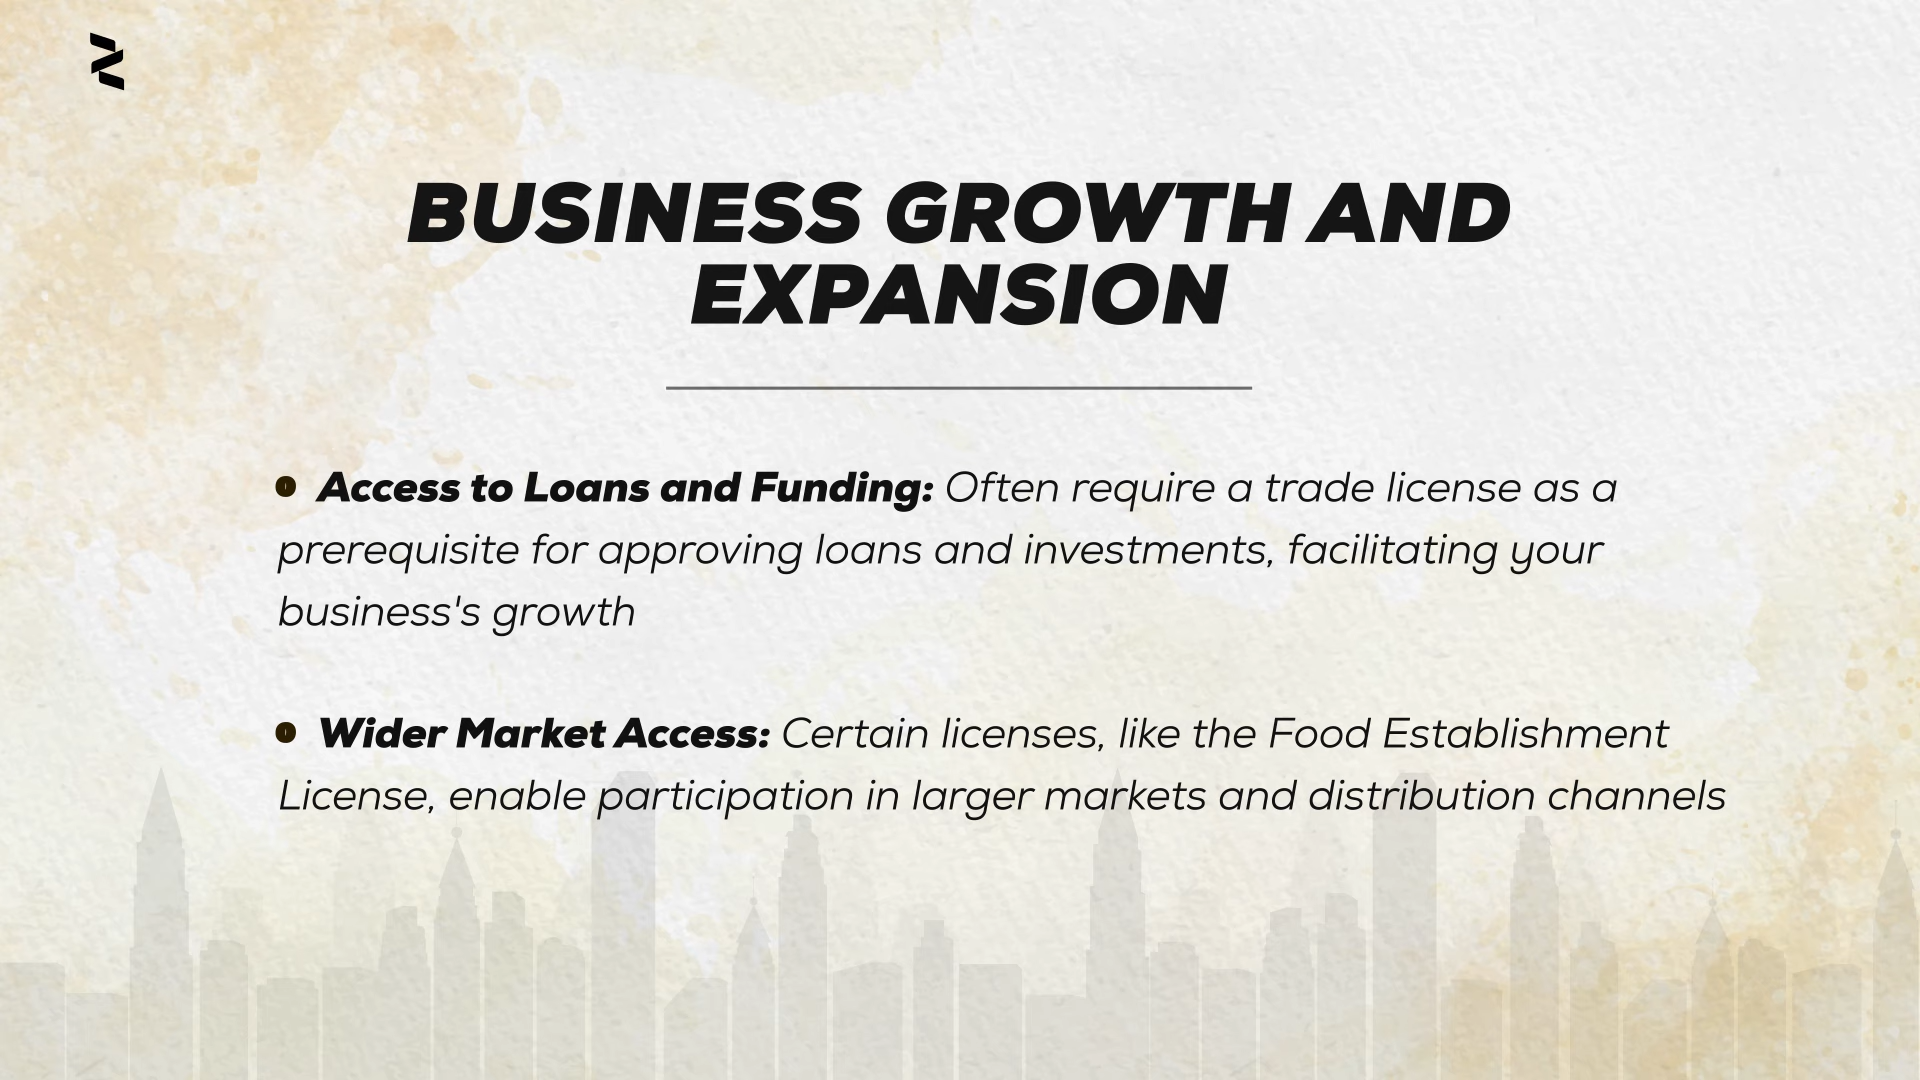 BUSINESS GROWTH AND
EXPANSION
Access to Loans and Funding: Often require a trade license as a
prerequisite for approving loans and investments, facilitating your
business's growth
Wider Market Access: Certain licenses, like the Food Establishment
License, enable participation in larger markets and distribution channels